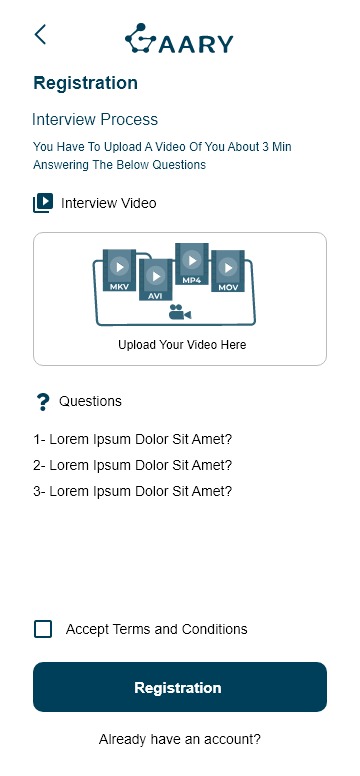 GAARY
Registration
Interview Process
You Have To Upload A Video Of You About 3 Min
Answering The Below Questions
Interview Video
MKV
AVI
MP4
MOV
Upload Your Video Here
? Questions
1- Lorem Ipsum Dolor Sit Amet?
2- Lorem Ipsum Dolor Sit Amet?
3- Lorem Ipsum Dolor Sit Amet?
Accept Terms and Conditions
Registration
Already have an account?